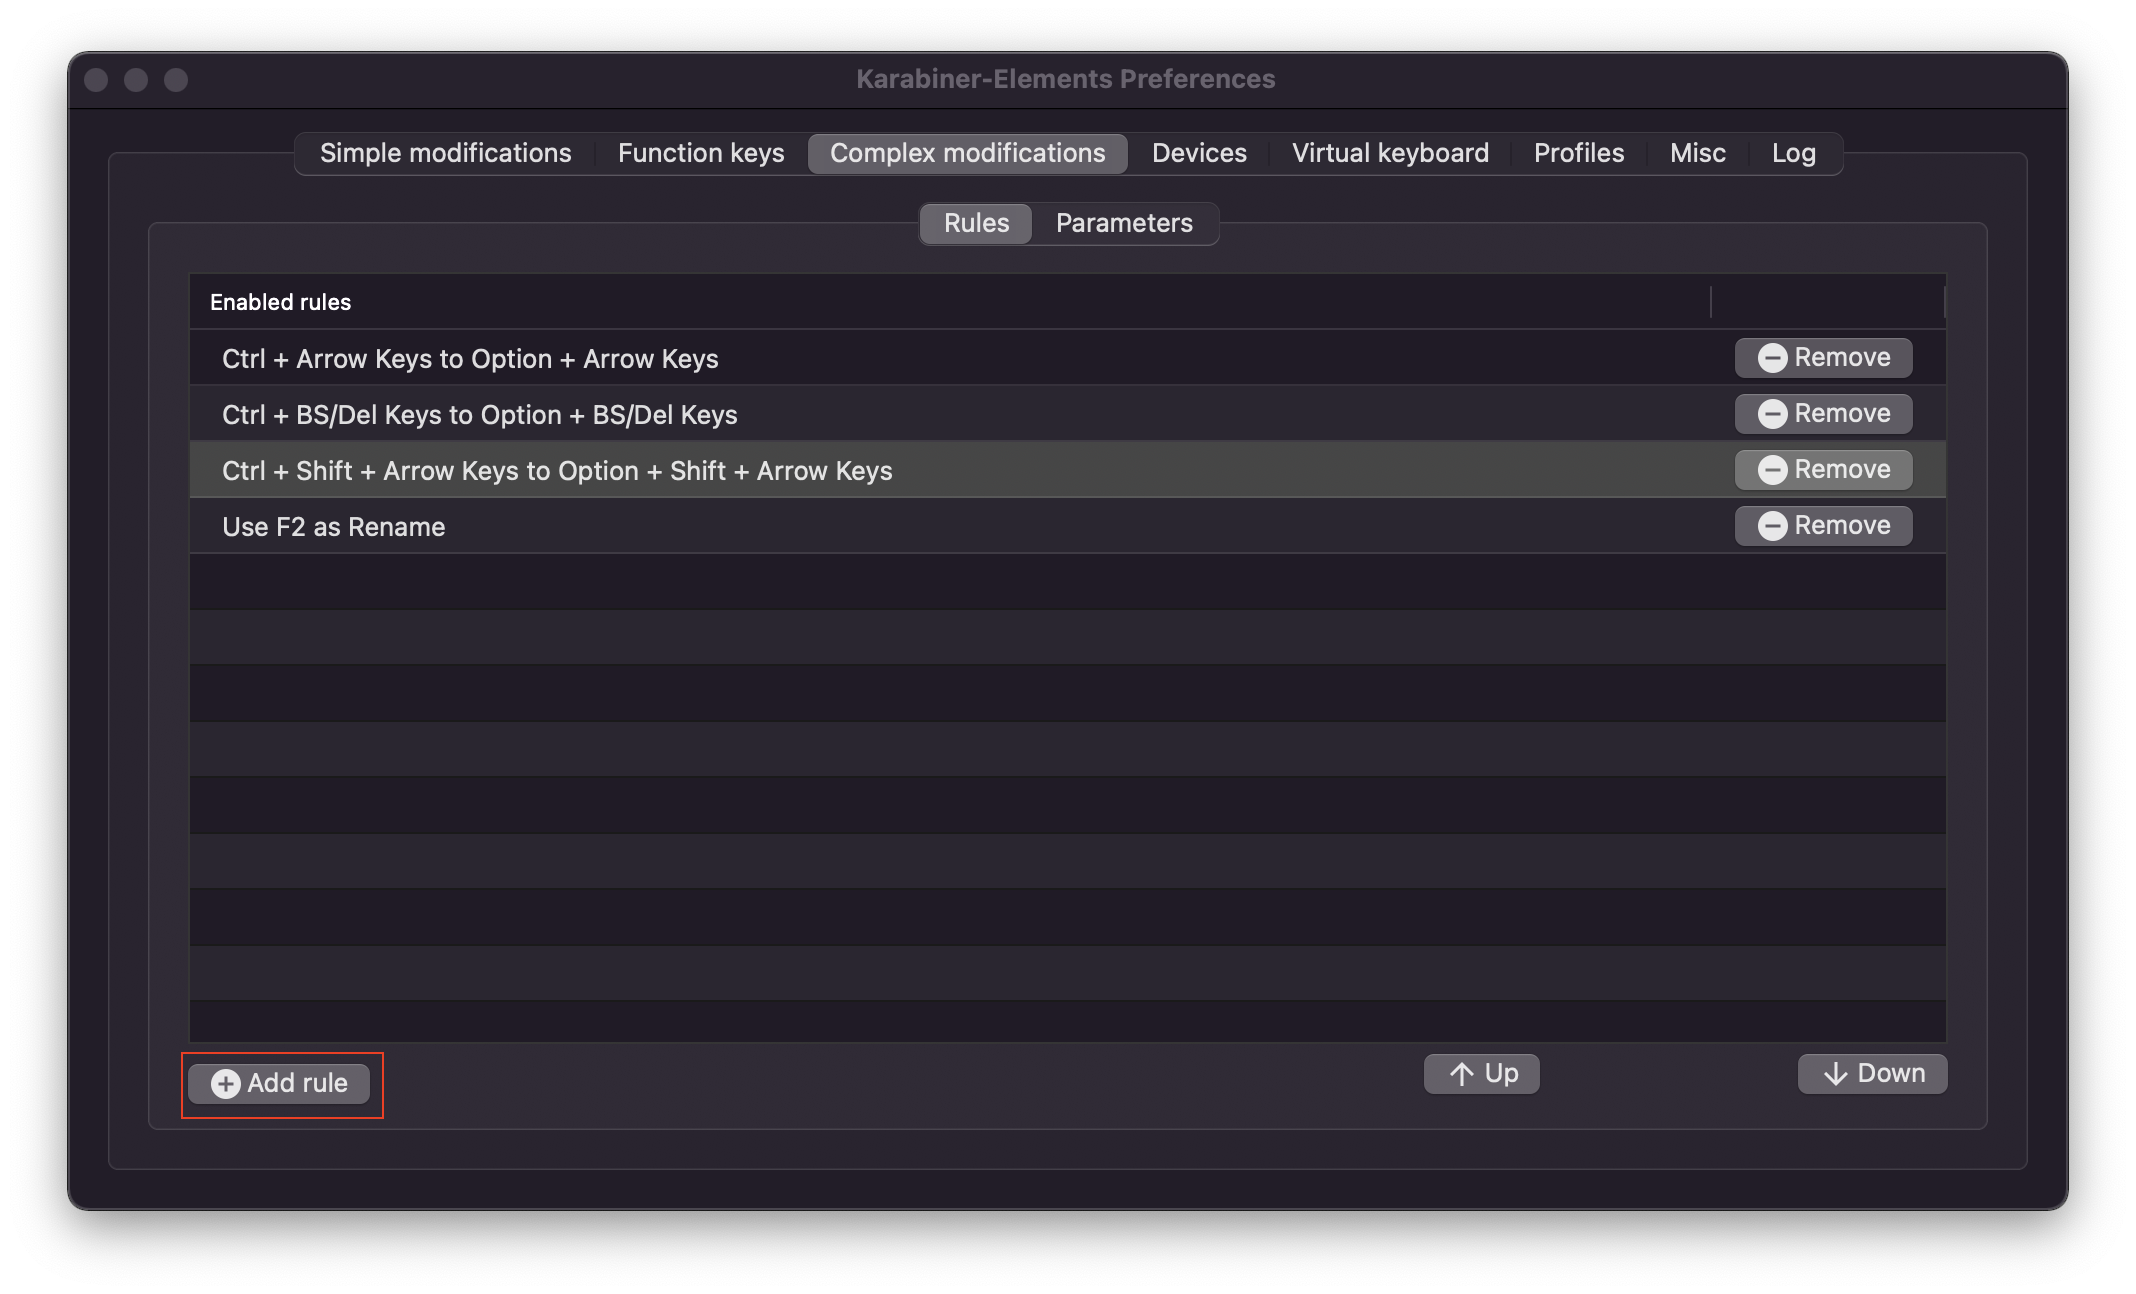 Karabiner-Elements Preferences
Simple modifications Function keys Complex modifications Devices Virtual keyboard Profiles Misc Log
Rules Parameters
Enabled rules
Ctrl + Arrow Keys to Option + Arrow Keys Remove
Ctrl + BS/Del Keys to Option + BS/Del Keys Remove
Ctrl + Shift + Arrow Keys to Option + Shift + Arrow Keys Remove
Use F2 as Rename Remove
Add rule Up Down